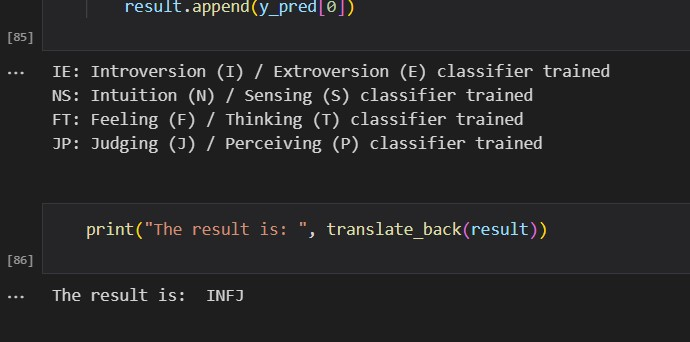 result.append(y_pred[0])
[85]
... IE: Introversion (I) / Extroversion (E) classifier trained
NS: Intuition (N) / Sensing (S) classifier trained
FT: Feeling (F) / Thinking (T) classifier trained
JP: Judging (J) / Perceiving (P) classifier trained
print("The result is: ", translate_back(result))
[86]
... The result is:  INFJ